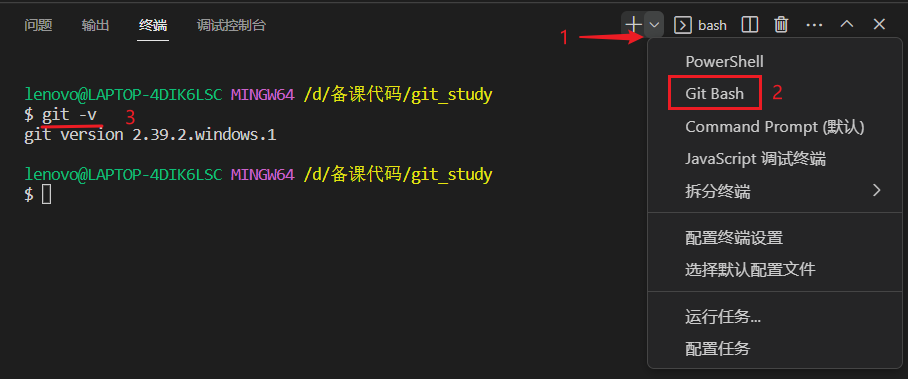 问题 输出 终端 调试控制台 1 bash
PowerShell
lenovo@LAPTOP-4DIK6LSC MINGW64 /d/备课代码/git_study
Git Bash 2
$ git -v 3
Command Prompt (默认)
git version 2.39.2.windows.1
JavaScript 调试终端
lenovo@LAPTOP-4DIK6LSC MINGW64 /d/备课代码/git_study
拆分终端
$
配置终端设置
选择默认配置文件
运行任务...
配置任务